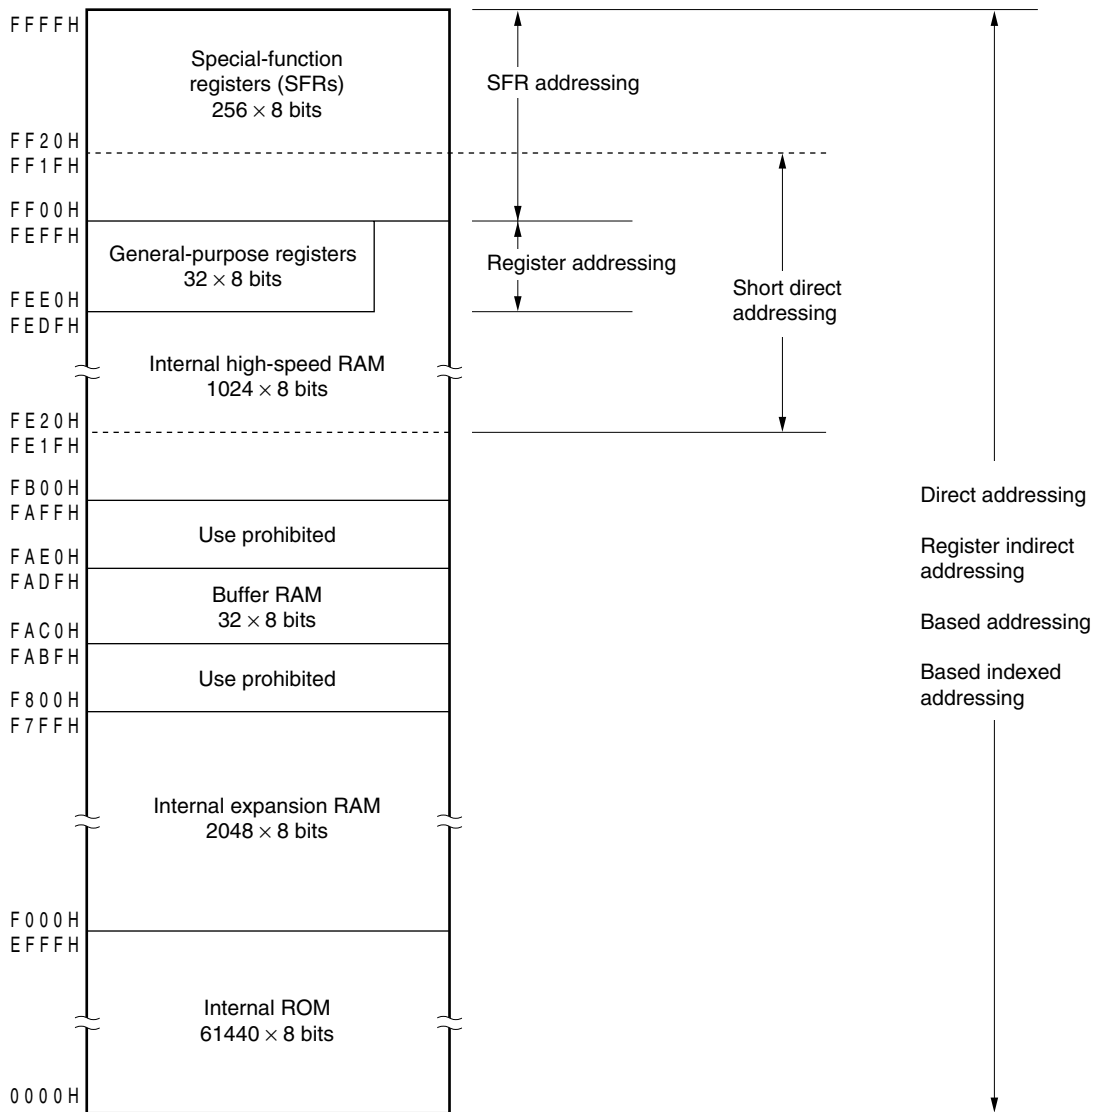 FFFFH
Special-function
registers (SFRs)
256 × 8 bits
SFR addressing
FF20H
FF1FH
FF00H
FEFFH
General-purpose registers
32 × 8 bits
Register addressing
Short direct
addressing
FEE0H
FEDFH
Internal high-speed RAM
1024 × 8 bits
FE20H
FE1FH
FB00H
FAFFH
Use prohibited
FAE0H
FADFH
Buffer RAM
32 × 8 bits
FAC0H
FABFH
Use prohibited
F800H
F7FFH
Direct addressing
Register indirect
addressing
Based addressing
Based indexed
addressing
Internal expansion RAM
2048 × 8 bits
F000H
EFFFH
Internal ROM
61440 × 8 bits
0000H